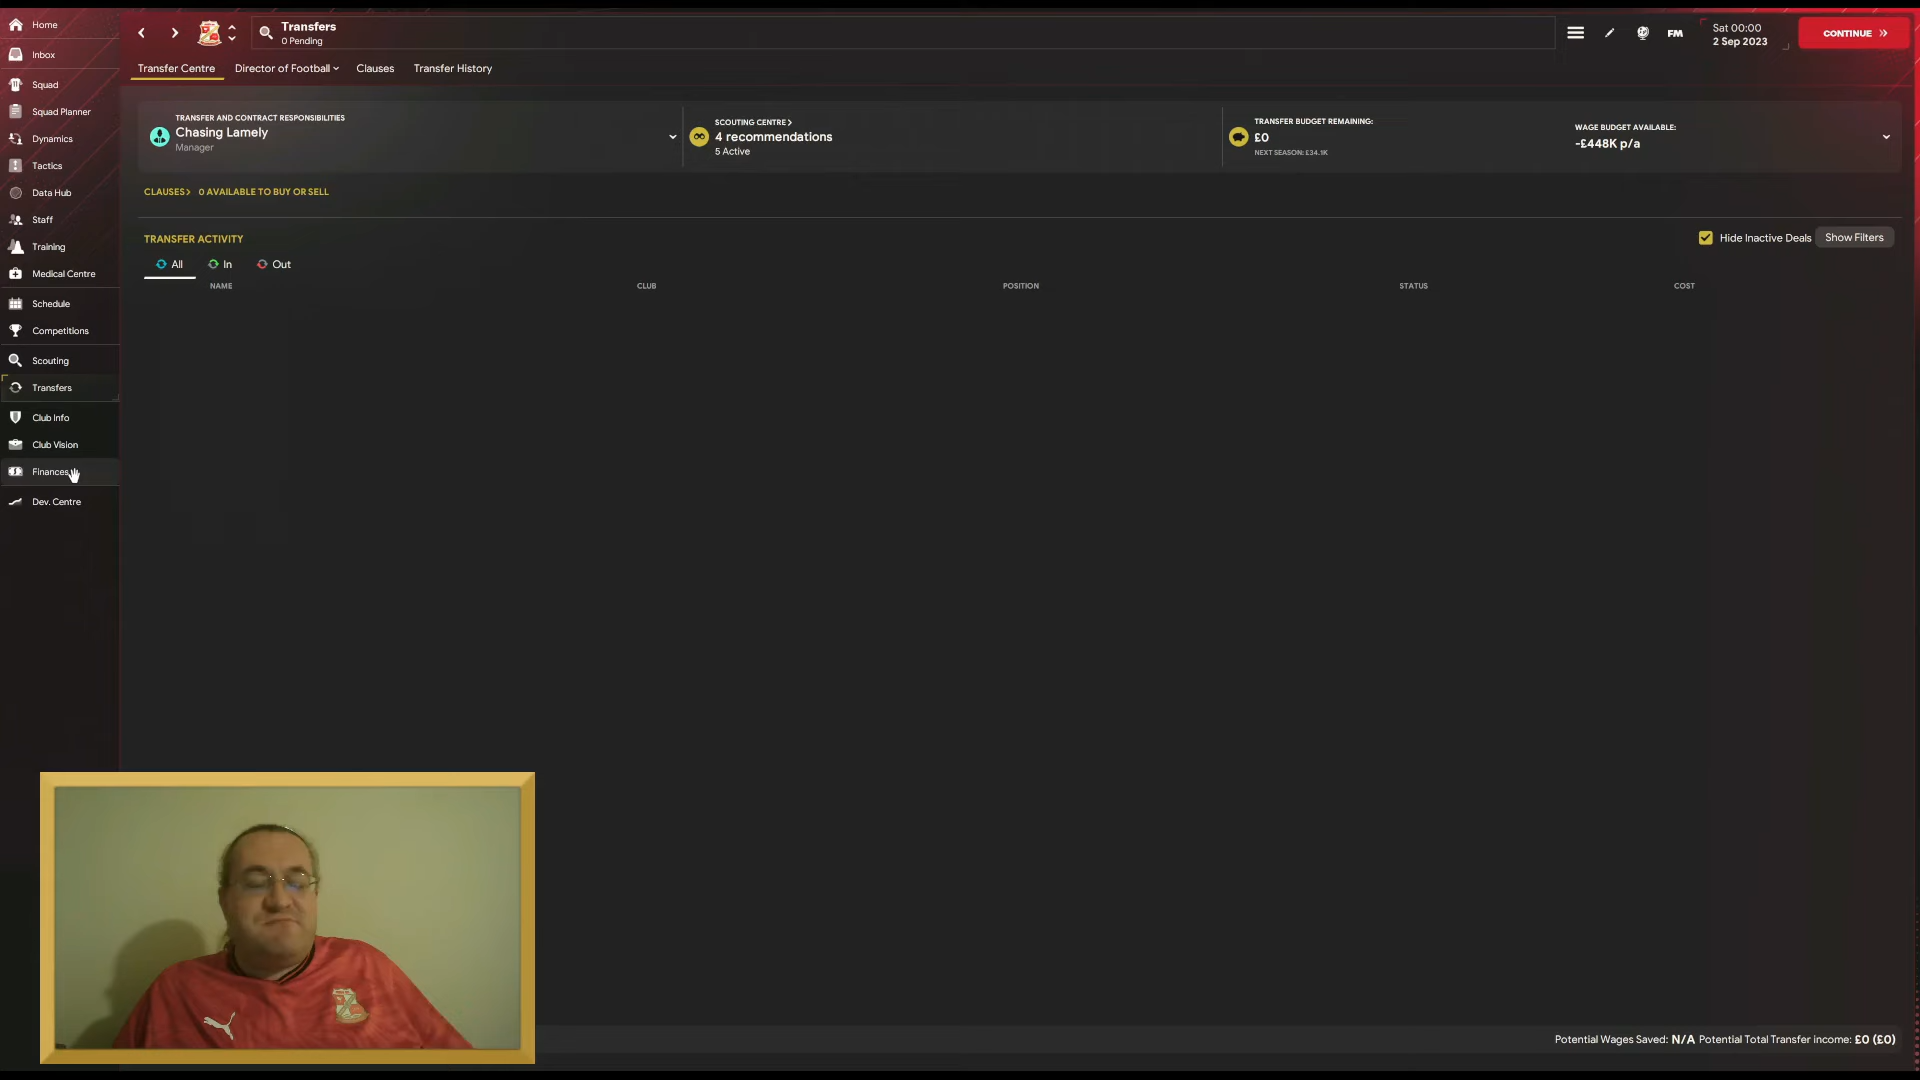 Home
Inbox
Squad
Squad Planner
Dynamics
Tactics
Data Hub
Staff
Training
Medical Centre
Schedule
Competitions
Scouting
Transfers
Club Info
Club Vision
Finances
Dev. Centre
Transfers
0 Pending
FM
Sat 00:00
2 Sep 2023
CONTINUE
Transfer Centre
Director of Football
Clauses
Transfer History
TRANSFER AND CONTRACT RESPONSIBILITIES
Chasing Lamely
Manager
SCOUTING CENTRE >
4 recommendations
5 Active
TRANSFER BUDGET REMAINING:
£0
NEXT SEASON: £34.1K
WAGE BUDGET AVAILABLE:
-£448K p/a
CLAUSES > 0 AVAILABLE TO BUY OR SELL
TRANSFER ACTIVITY
Hide Inactive Deals
Show Filters
All
In
Out
NAME
CLUB
POSITION
STATUS
COST
Potential Wages Saved: N/A Potential Total Transfer income: £0 (£0)